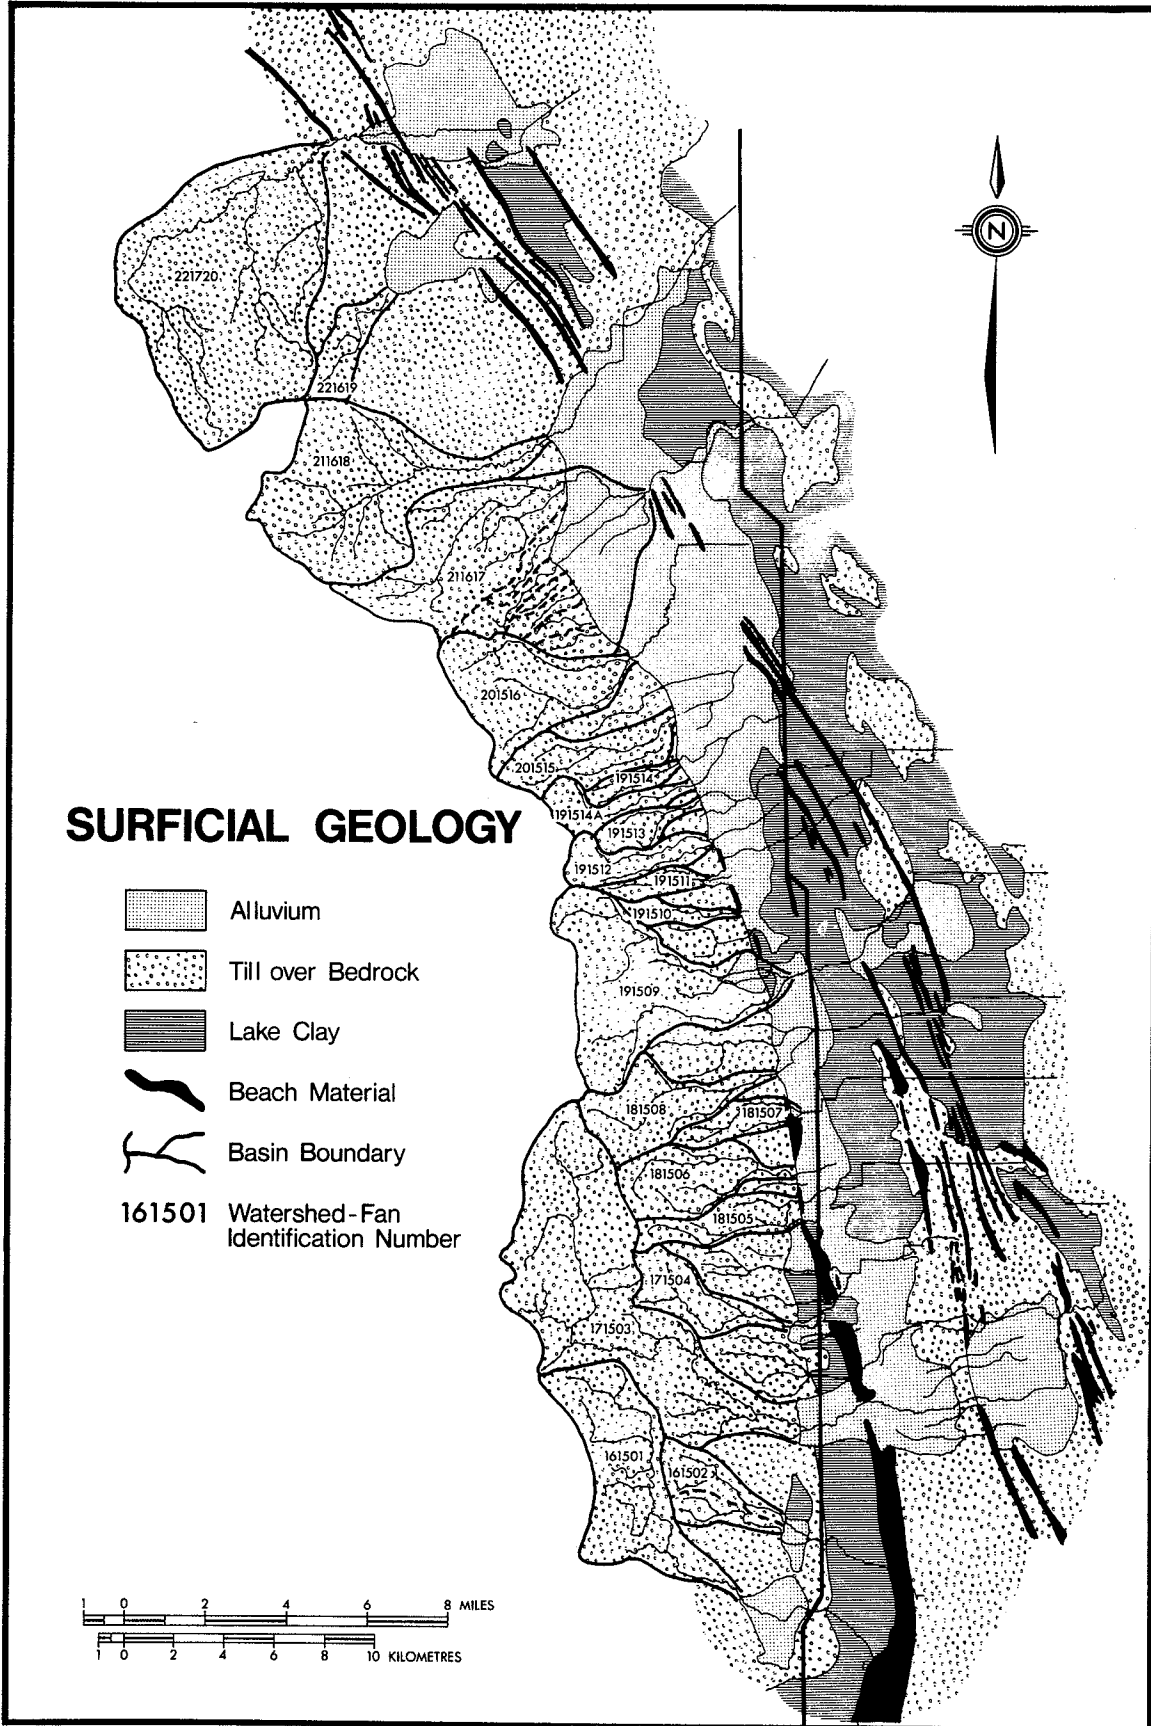 N
221720
221619
211618
211617
201516
201515
191514
191514A
191513
191512
191511
191510
191509
181508
181507
181506
181505
171504
171503
161501
161502
SURFICIAL GEOLOGY
Alluvium
Till over Bedrock
Lake Clay
Beach Material
Basin Boundary
161501 Watershed-Fan
Identification Number
1 0 2 4 6 8 MILES
1 0 2 4 6 8 10 KILOMETRES